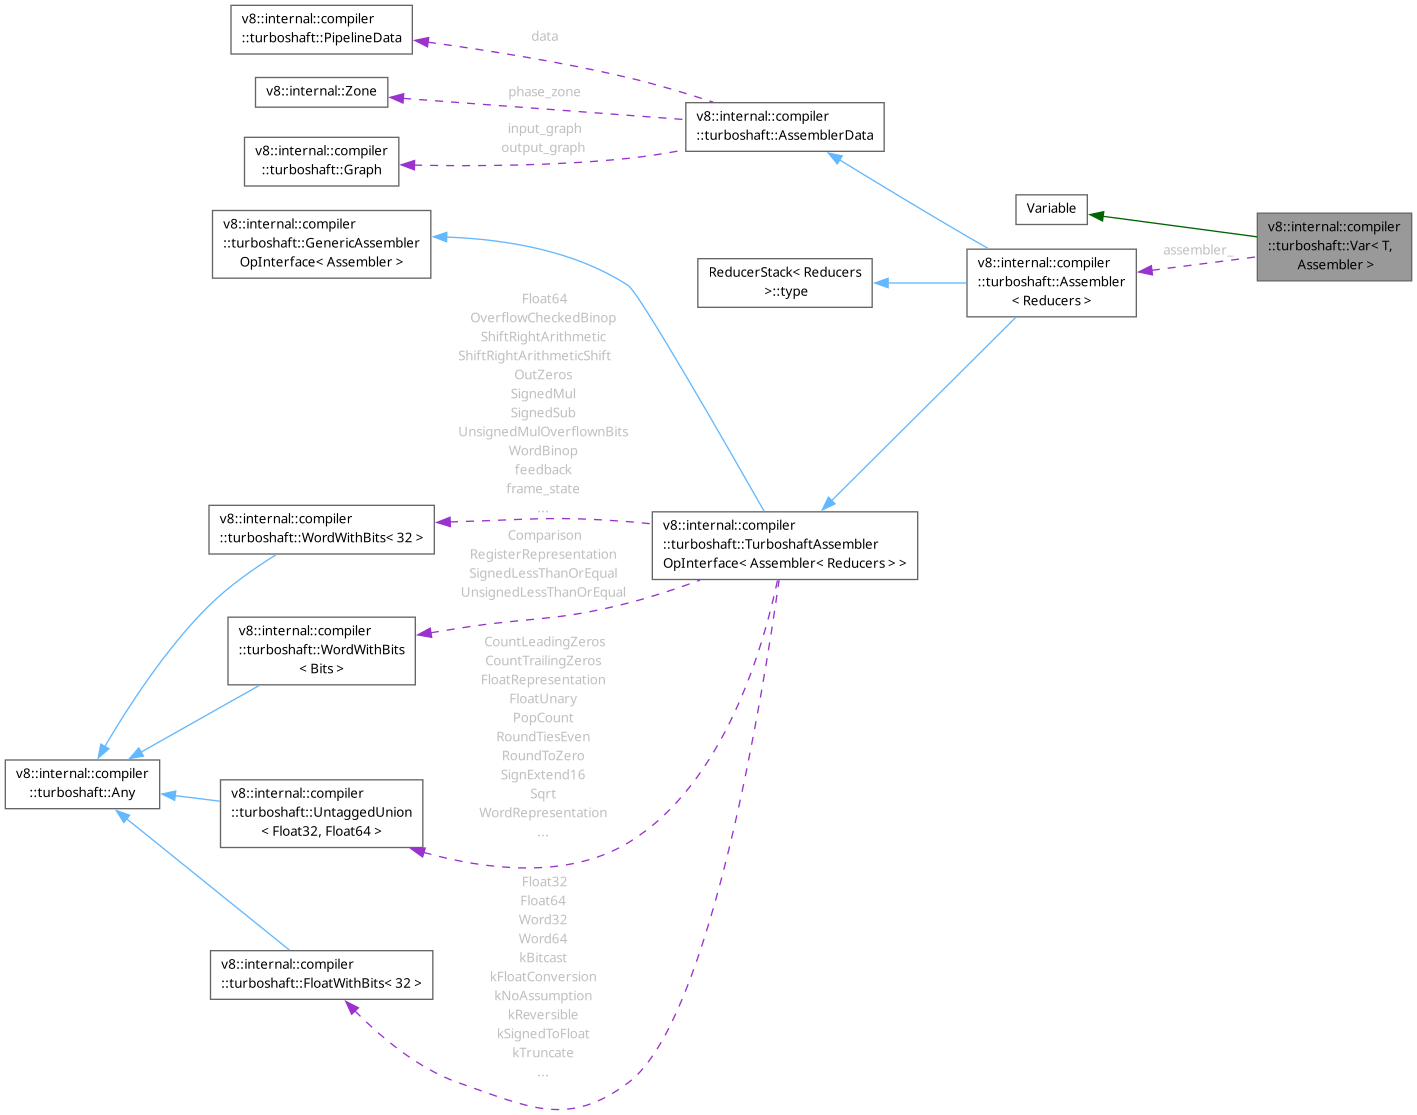 v8::internal::compiler
::turboshaft::PipelineData
data
v8::internal::Zone
phase_zone
v8::internal::compiler
::turboshaft::AssemblerData
input_graph
output_graph
v8::internal::compiler
::turboshaft::Graph
Variable
v8::internal::compiler
::turboshaft::GenericAssembler
OpInterface< Assembler >
v8::internal::compiler
::turboshaft::Var< T,
Assembler >
assembler_
v8::internal::compiler
::turboshaft::Assembler
< Reducers >
ReducerStack< Reducers
>::type
Float64
OverflowCheckedBinop
ShiftRightArithmetic
ShiftRightArithmeticShift
OutZeros
SignedMul
SignedSub
UnsignedMulOverflownBits
WordBinop
feedback
frame_state
...
v8::internal::compiler
::turboshaft::WordWithBits< 32 >
v8::internal::compiler
::turboshaft::TurboshaftAssembler
OpInterface< Assembler< Reducers > >
Comparison
RegisterRepresentation
SignedLessThanOrEqual
UnsignedLessThanOrEqual
v8::internal::compiler
::turboshaft::WordWithBits
< Bits >
CountLeadingZeros
CountTrailingZeros
FloatRepresentation
FloatUnary
PopCount
RoundTiesEven
RoundToZero
SignExtend16
Sqrt
WordRepresentation
...
v8::internal::compiler
::turboshaft::Any
v8::internal::compiler
::turboshaft::UntaggedUnion
< Float32, Float64 >
Float32
Float64
Word32
Word64
kBitcast
kFloatConversion
kNoAssumption
kReversible
kSignedToFloat
kTruncate
...
v8::internal::compiler
::turboshaft::FloatWithBits< 32 >